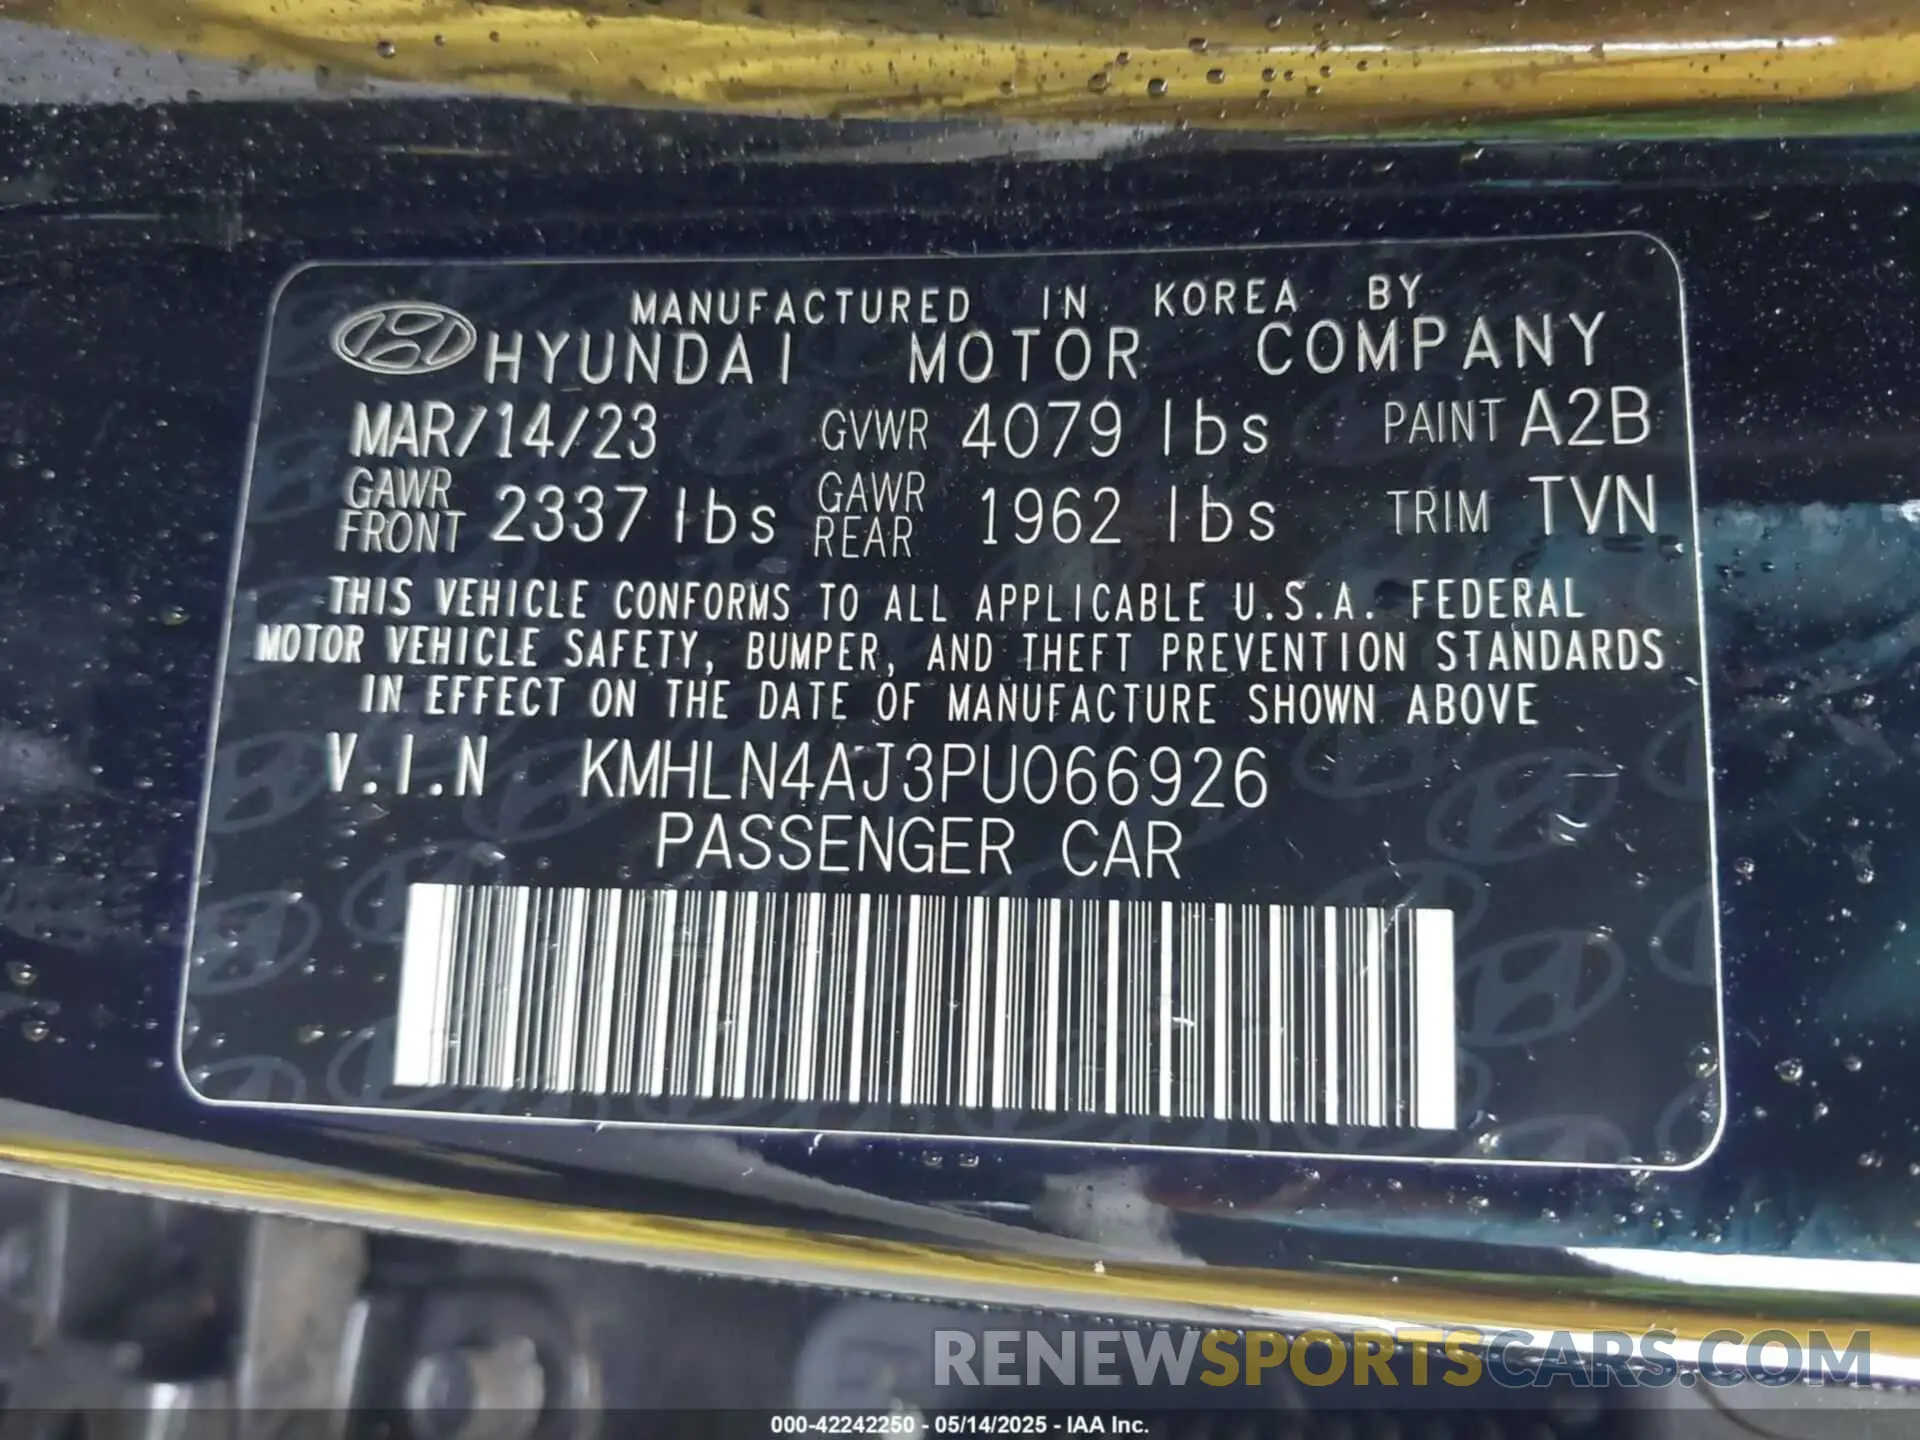 MANUFACTURED IN KOREA BY
HYUNDAI MOTOR COMPANY
MAR/14/23 GVWR 4079 lbs PAINT A2B
GAWR FRONT 2337 lbs GAWR REAR 1962 lbs TRIM TVN
THIS VEHICLE CONFORMS TO ALL APPLICABLE U.S.A. FEDERAL
MOTOR VEHICLE SAFETY, BUMPER, AND THEFT PREVENTION STANDARDS
IN EFFECT ON THE DATE OF MANUFACTURE SHOWN ABOVE
V.I.N KMHLN4AJ3PU066926
PASSENGER CAR
RENEWSPORTSCARS.COM
000-42242250 - 05/14/2025 - IAA Inc.